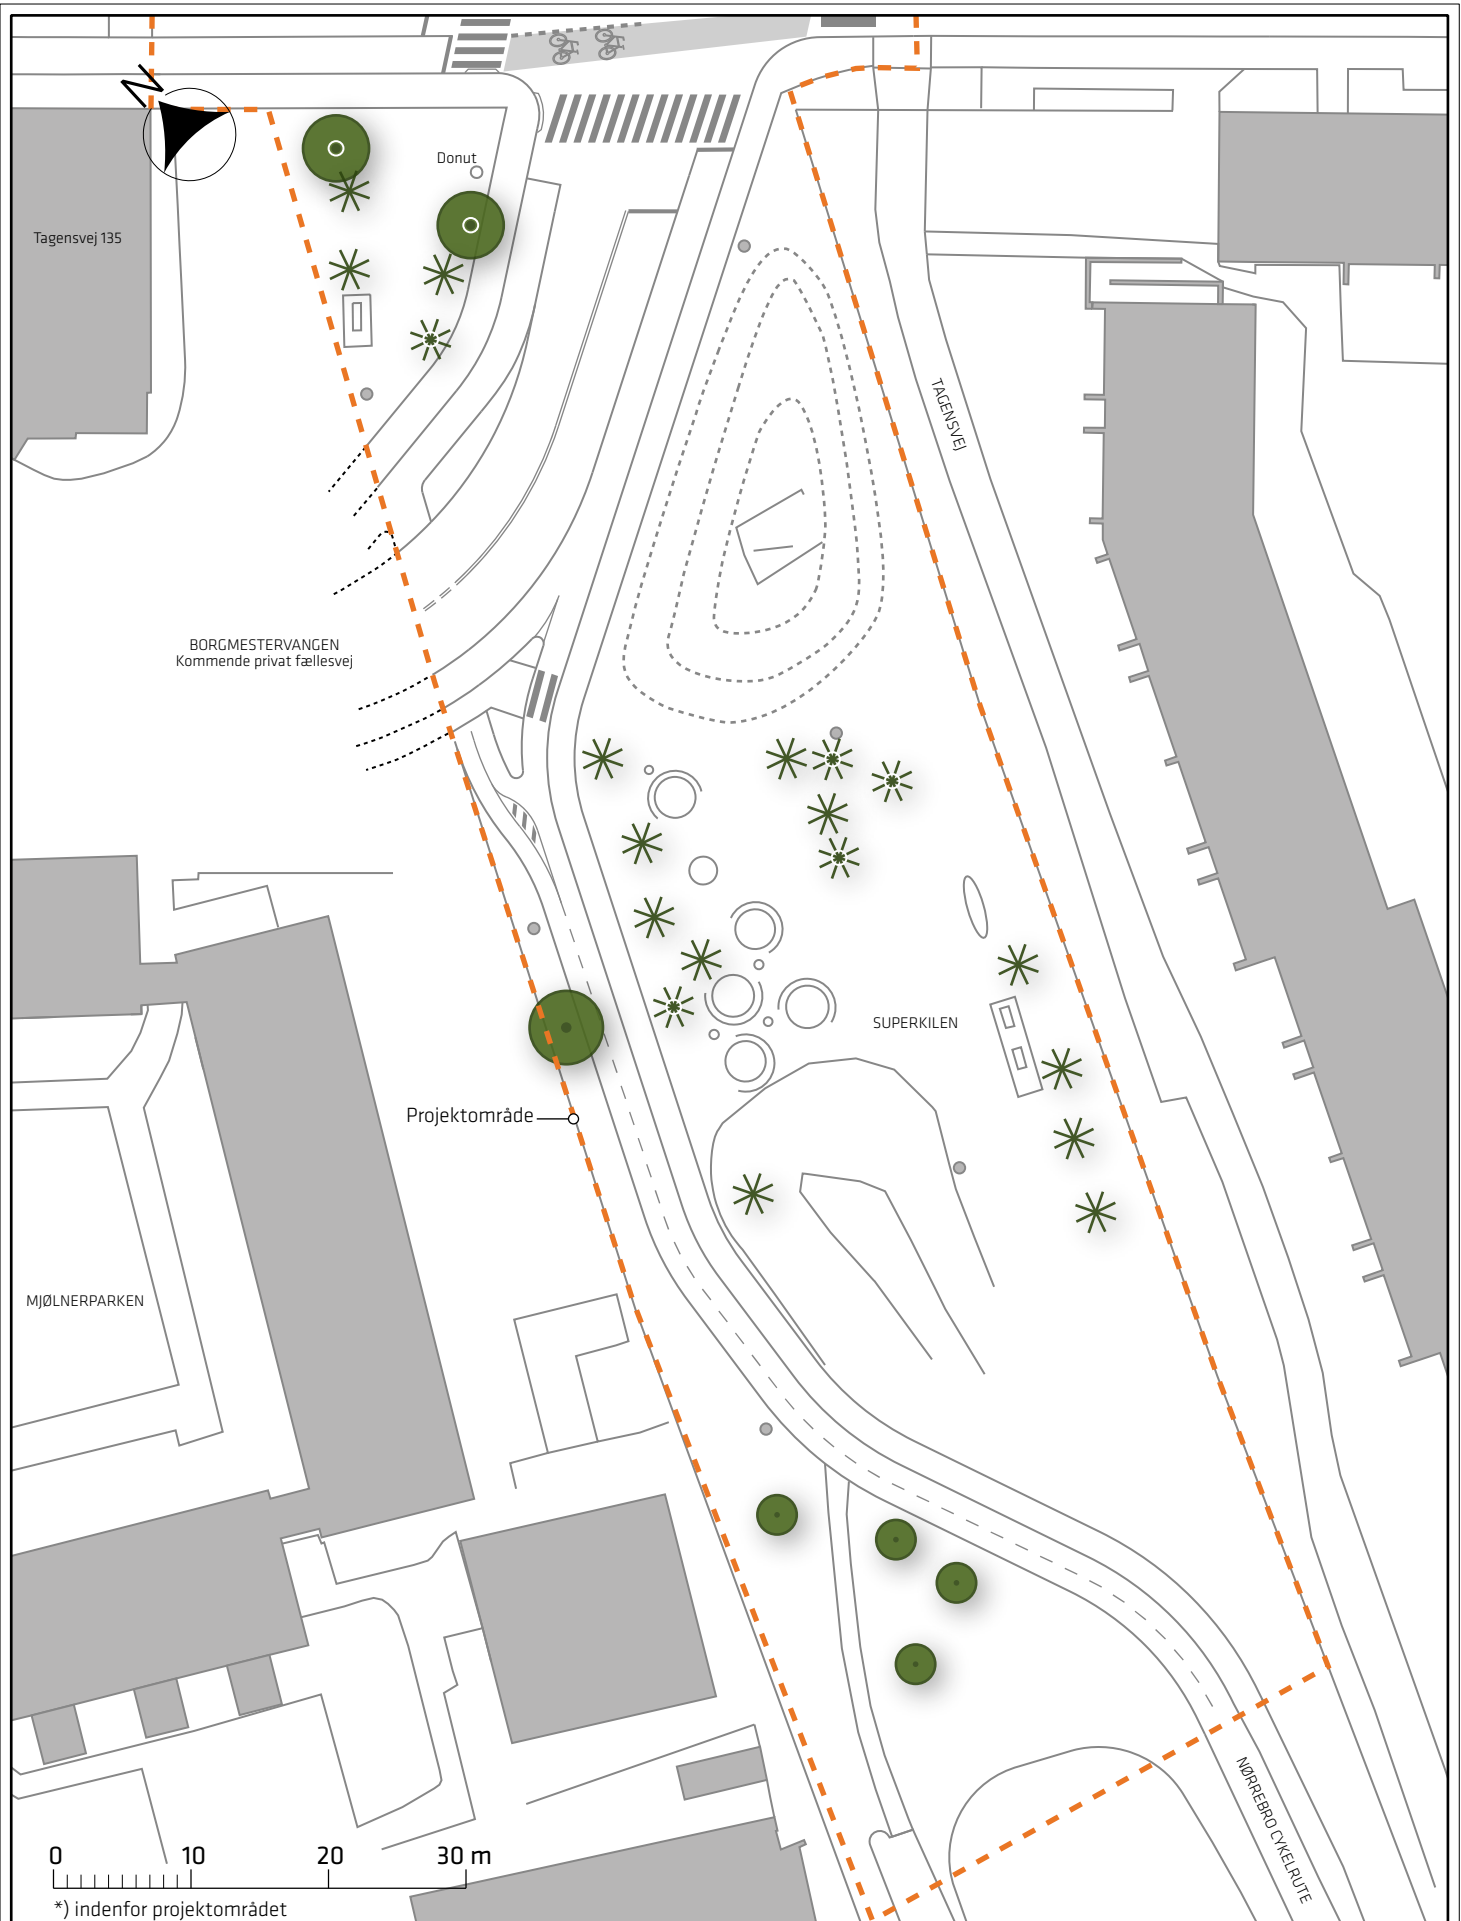 N
Donut
Tagensvej 135
TAGENSVEJ
BORGMESTERVANGEN
Kommende privat fællesvej
SUPERKILEN
Projektområde
MJØLNERPARKEN
NØRREBRO CYKELRUTE
0 10 20 30 m
*) indenfor projektområdet